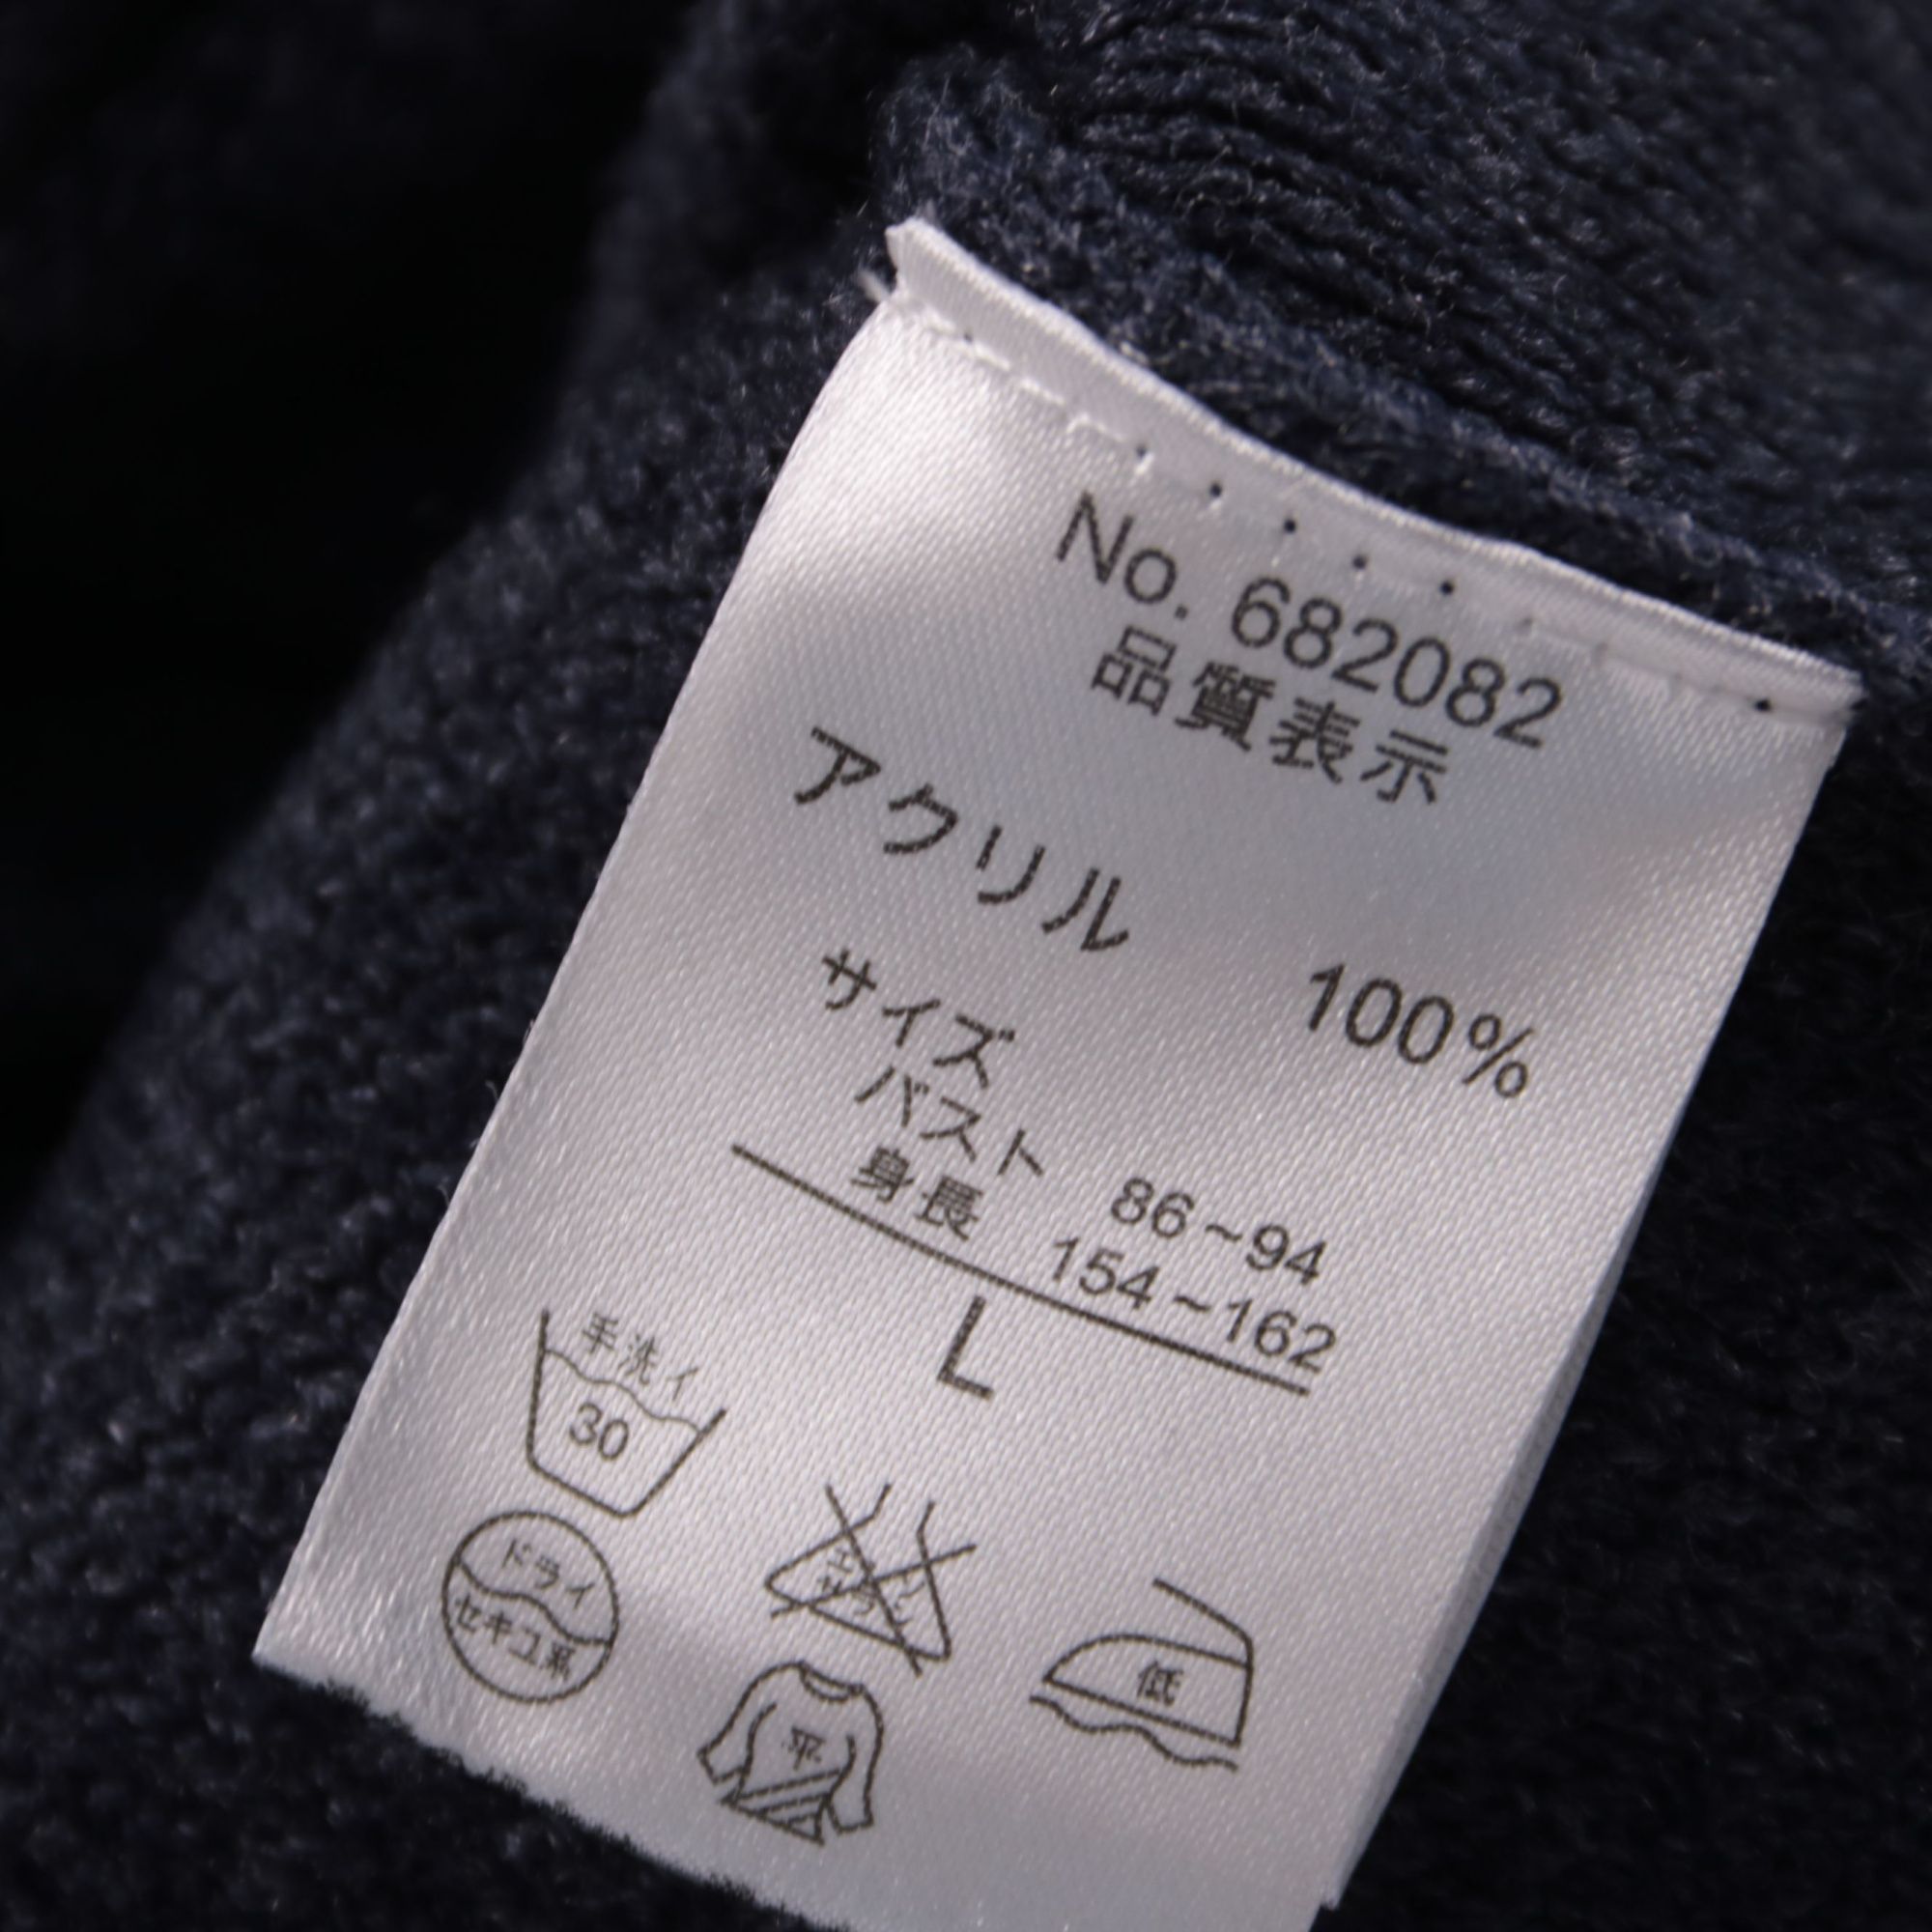 No. 682082
品質表示
アクリル 100%
サイズ
バスト 86~94
身長 154~162
L
手洗イ
30
ドライ
セキユ系
低
平